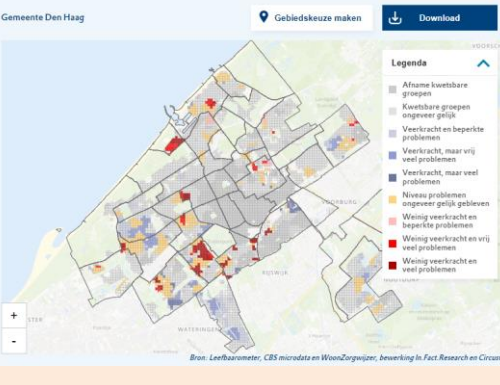 Gemeente Den Haag
Gebiedskeuze maken
Download
Legenda
Afname kwetsbare
groepen
Kwetsbare groepen
ongeveer gelijk
Veerkracht en beperkte
problemen
Veerkracht, maar vrij
veel problemen
Veerkracht, maar veel
problemen
Niveau problemen
ongeveer gelijk gebleven
Weinig veerkracht en
beperkte problemen
Weinig veerkracht en vrij
veel problemen
Weinig veerkracht en
veel problemen
VOORSCH
VOORBURG
RIJSWIJK
WATERINGEN
STER
+
-
Bron: Leefbaarometer, CBS microdata en WoonZorgwijzer, bewerking In.Fact.Research en Circus